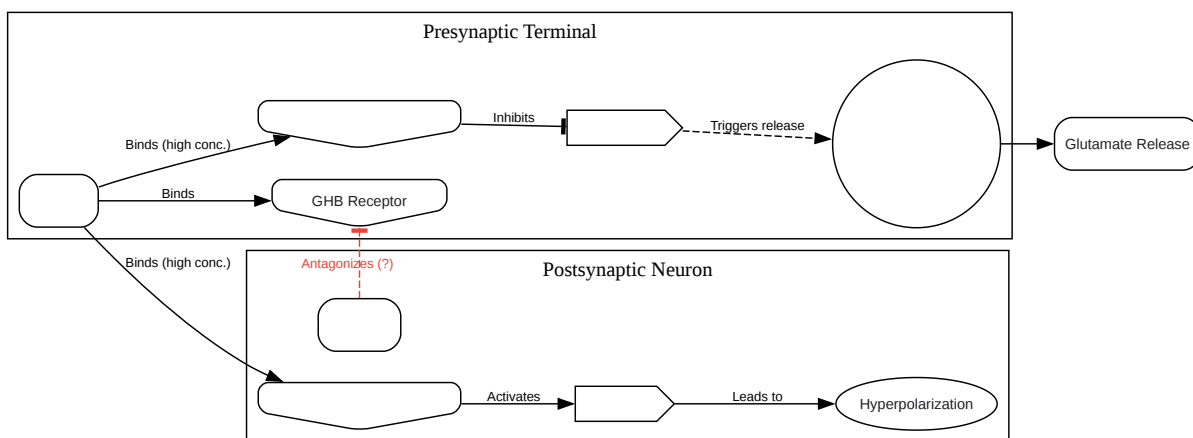 Presynaptic Terminal
Inhibits
Triggers release
Binds (high conc.)
Glutamate Release
Binds
GHB Receptor
Binds (high conc.)
Antagonizes (?)
Postsynaptic Neuron
Activates
Leads to
Hyperpolarization